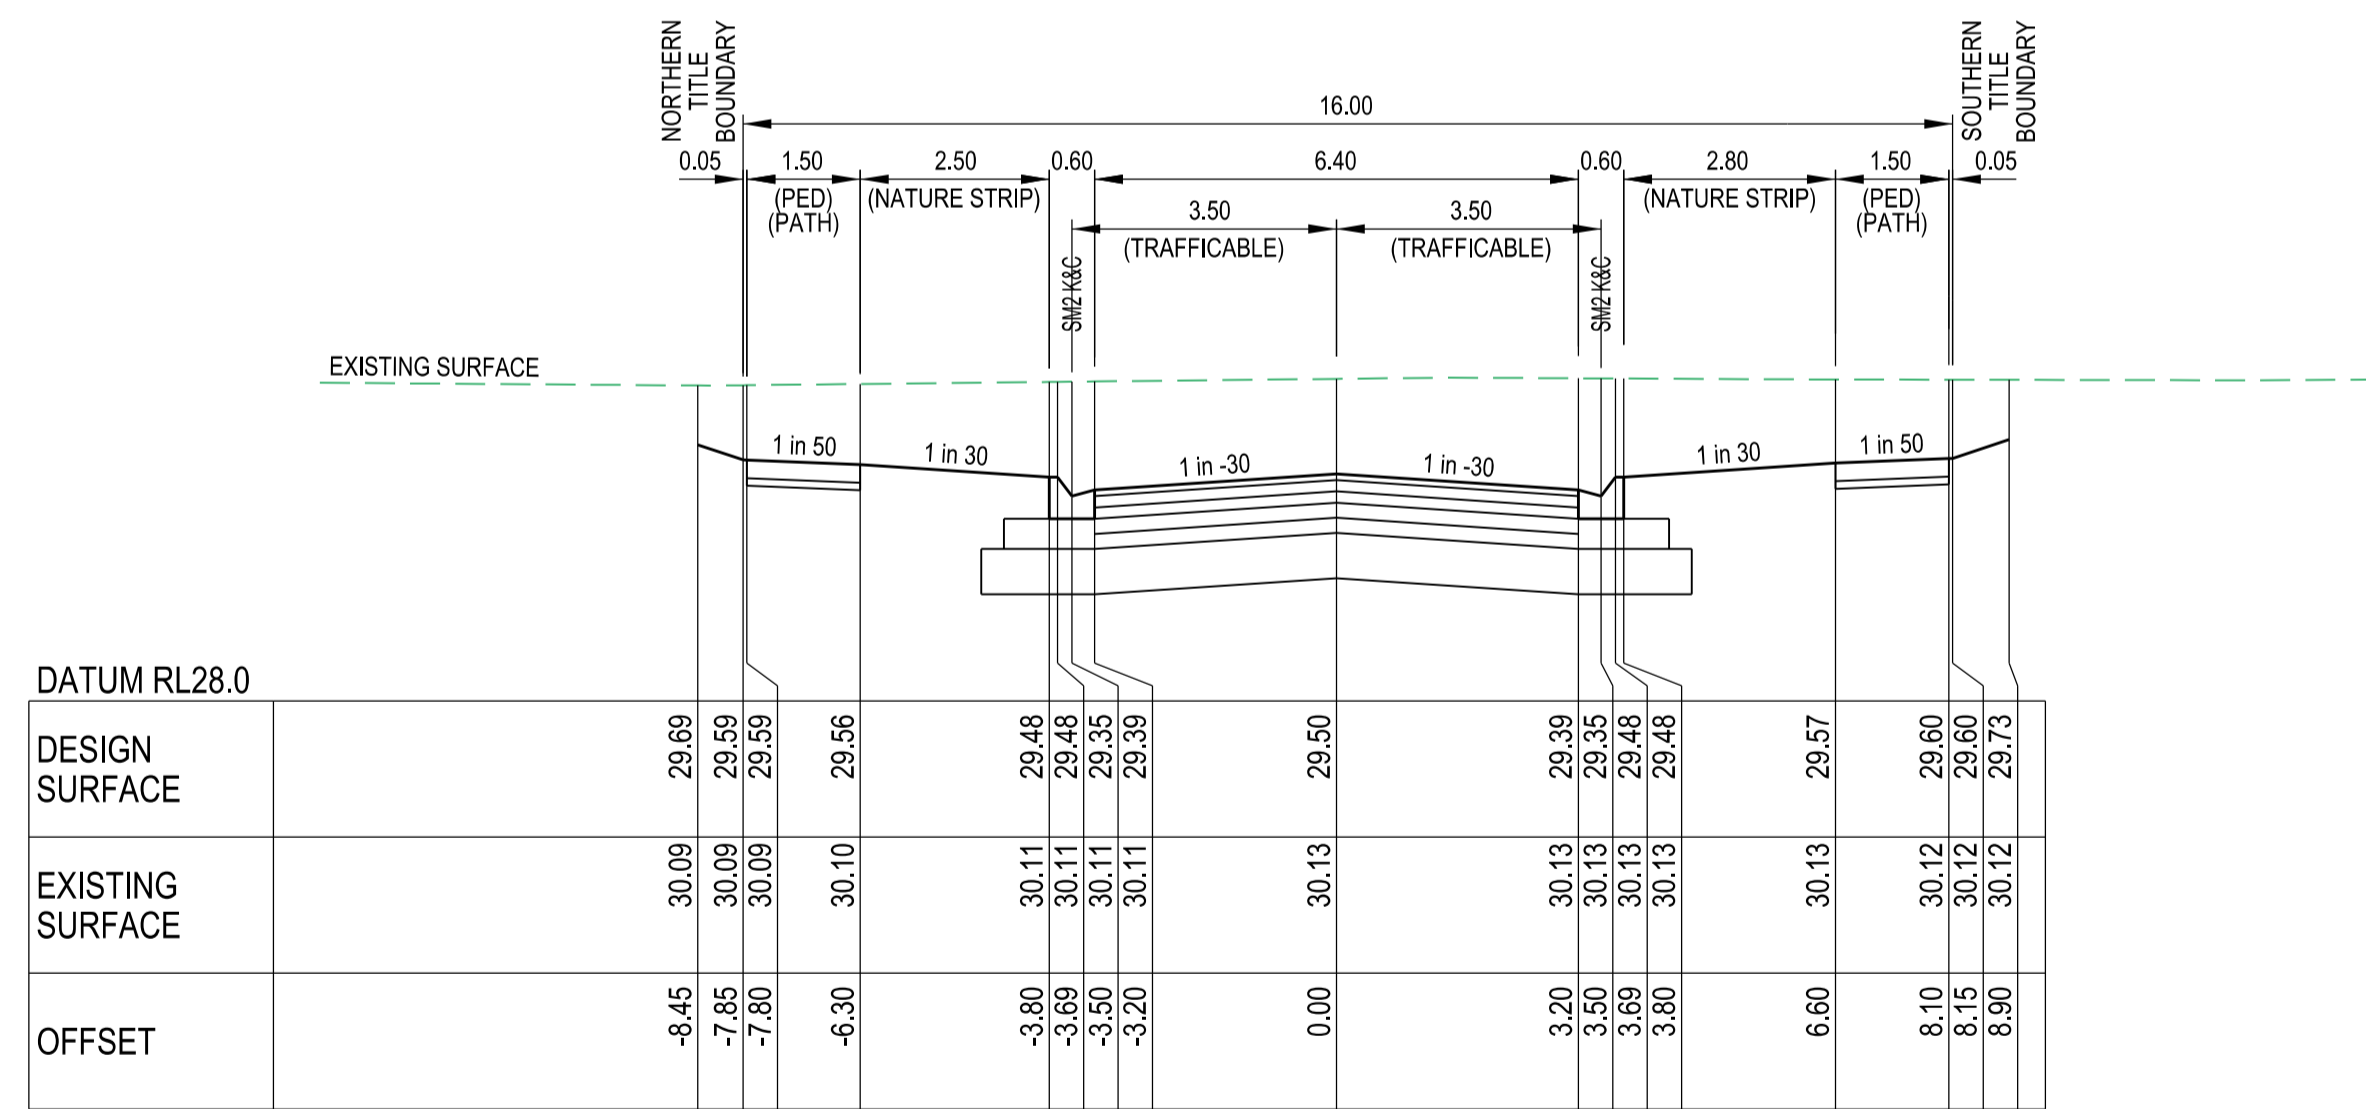 NORTHERN
TITLE
BOUNDARY
SOUTHERN
TITLE
BOUNDARY
16.00
0.05 1.50 2.50 0.60 6.40 0.60 2.80 1.50 0.05
(PED)
(PATH)
(NATURE STRIP)
(NATURE STRIP)
(PED)
(PATH)
3.50 3.50
(TRAFFICABLE) (TRAFFICABLE)
SM2 K&C
SM2 K&C
EXISTING SURFACE
1 in 50 1 in 30 1 in -30 1 in -30 1 in 30 1 in 50
DATUM RL28.0
DESIGN
SURFACE
29.69 29.59 29.59 29.56 29.48 29.48 29.35 29.39 29.50 29.39 29.35 29.48 29.48 29.57 29.60 29.60 29.73
EXISTING
SURFACE
30.09 30.09 30.09 30.10 30.11 30.11 30.11 30.11 30.13 30.13 30.13 30.13 30.13 30.13 30.12 30.12 30.12
OFFSET
-8.45 -7.85 -7.80 -6.30 -3.80 -3.69 -3.50 -3.20 0.00 3.20 3.50 3.69 3.80 6.60 8.10 8.15 8.90